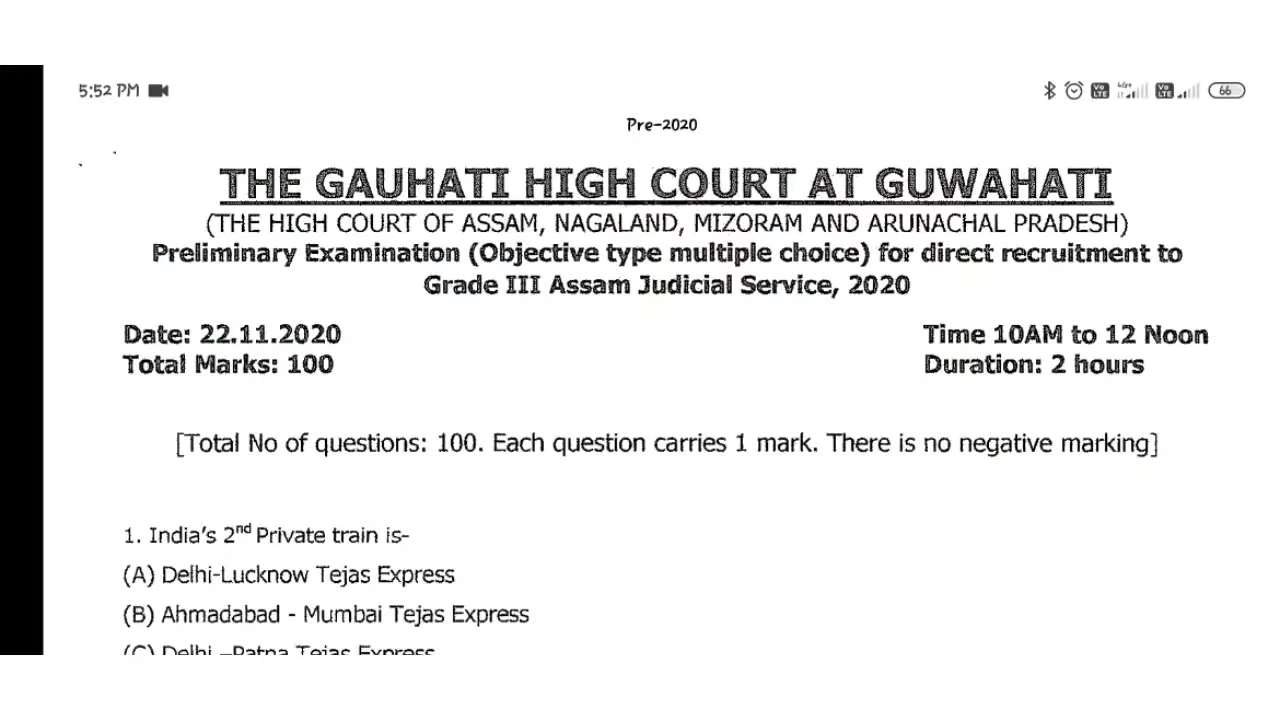 5:52 PM
66
Pre-2020
THE GAUHATI HIGH COURT AT GUWAHATI
(THE HIGH COURT OF ASSAM, NAGALAND, MIZORAM AND ARUNACHAL PRADESH)
Preliminary Examination (Objective type multiple choice) for direct recruitment to
Grade III Assam Judicial Service, 2020
Date: 22.11.2020 Time 10AM to 12 Noon
Total Marks: 100 Duration: 2 hours
[Total No of questions: 100. Each question carries 1 mark. There is no negative marking]
1. India's 2nd Private train is-
(A) Delhi-Lucknow Tejas Express
(B) Ahmadabad - Mumbai Tejas Express
(C) Delhi –Patna Tejas Express